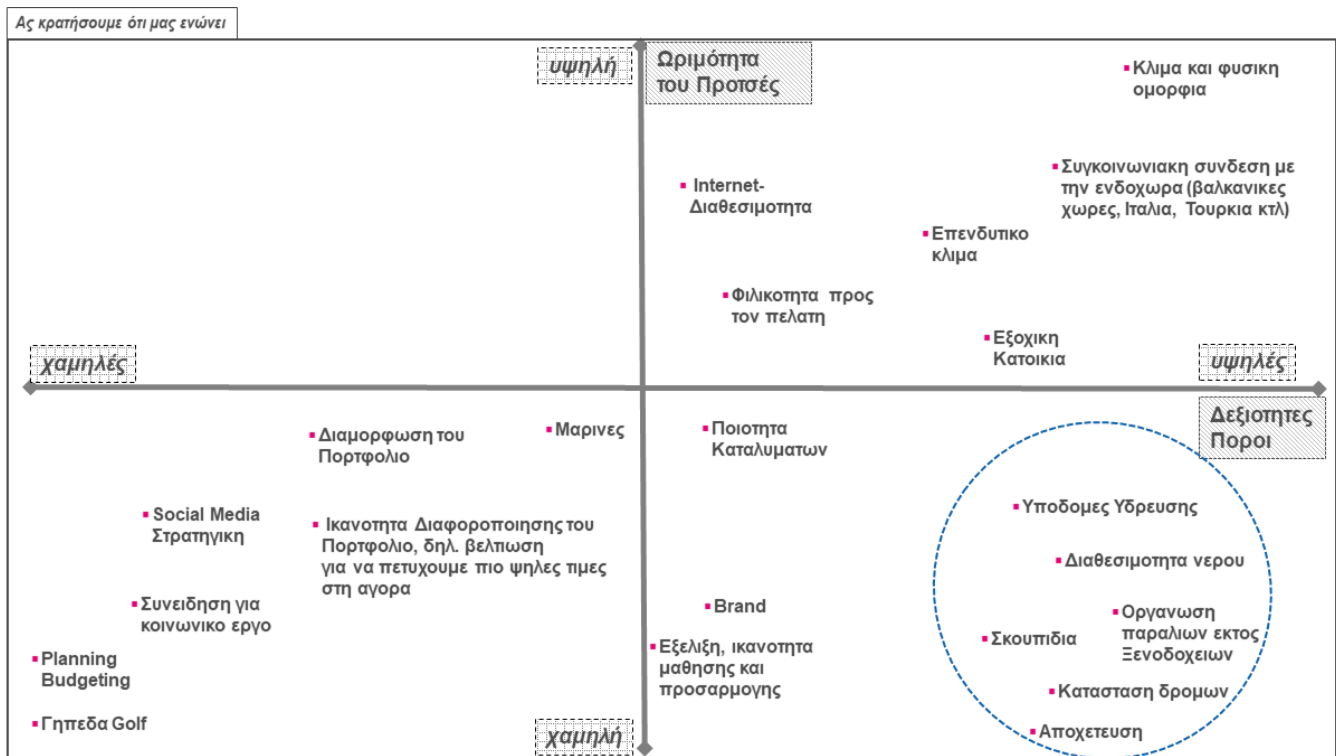 Ας κρατήσουμε ότι μας ενώνει
υψηλή
Ωριμότητα
του Προτσές
Κλιμα και φυσικη
ομορφια
Internet-
Διαθεσιμοτητα
Συγκοινωνιακη συνδεση με
την ενδοχωρα (βαλκανικες
χωρες, Ιταλια, Τουρκια κτλ)
Επενδυτικο
κλιμα
Φιλικοτητα προς
τον πελατη
Εξοχικη
Κατοικια
χαμηλές
υψηλές
Δεξιοτητες
Ποροι
Διαμορφωση του
Πορτφολιο
Μαρινες
Ποιοτητα
Καταλυματων
Social Media
Στρατηγικη
Ικανοτητα Διαφοροποιησης του
Πορτφολιο, δηλ. βελτιωση
για να πετυχουμε πιο ψηλες τιμες
στη αγορα
Υποδομες Υδρευσης
Διαθεσιμοτητα νερου
Συνειδηση για
κοινωνικο εργο
Brand
Οργανωση
παραλιων εκτος
Ξενοδοχειων
Σκουπιδια
Εξελιξη, ικανοτητα
μαθησης και
προσαρμογης
Planning
Budgeting
Κατασταση δρομων
Γηπεδα Golf
χαμηλή
Αποχετευση